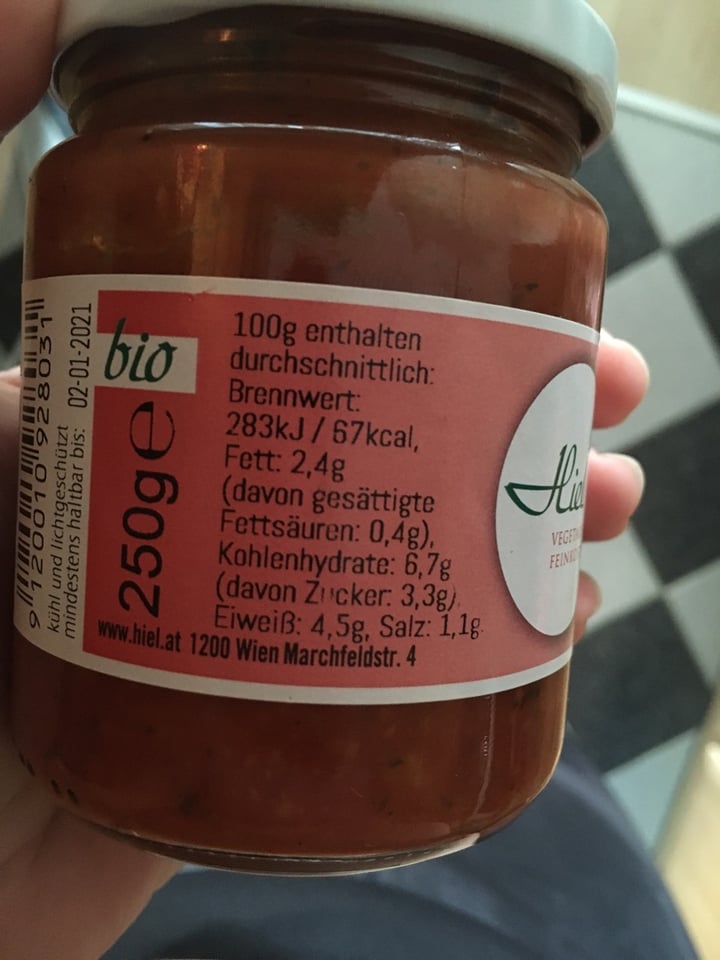 9 120010 928031
kühl und lichtgeschützt
mindestens haltbar bis: 02-01-2021
bio
250g e
100g enthalten
durchschnittlich:
Brennwert:
283kJ / 67kcal,
Fett: 2,4g
(davon gesättigte
Fettsäuren: 0,4g),
Kohlenhydrate: 6,7g
(davon Zucker: 3,3g),
Eiweiß: 4,5g, Salz: 1,1g
www.hiel.at 1200 Wien Marchfeldstr. 4